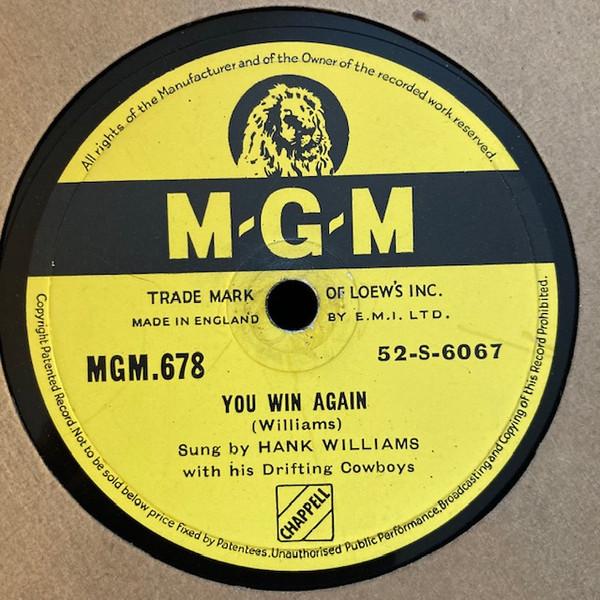 All rights of the Manufacturer and of the Owner of the recorded work reserved.
M-G-M
TRADE MARK OF LOEW'S INC.
MADE IN ENGLAND BY E.M.I. LTD.
MGM.678 52-S-6067
YOU WIN AGAIN
(Williams)
Sung by HANK WILLIAMS
with his Drifting Cowboys
CHAPPELL
Copyright Patented Record. Not to be sold below price Fixed by Patentees. Unauthorised Public Performance, Broadcasting and Copying of this Record Prohibited.